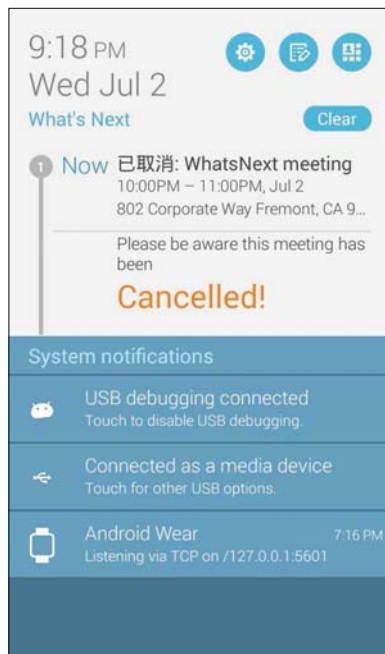 9:18 PM
Wed Jul 2
What's Next
Clear
1
Now
已取消: WhatsNext meeting
10:00PM – 11:00PM, Jul 2
802 Corporate Way Fremont, CA 9...
Please be aware this meeting has
been
Cancelled!
System notifications
USB debugging connected
Touch to disable USB debugging.
Connected as a media device
Touch for other USB options.
Android Wear
7:16 PM
Listening via TCP on /127.0.0.1:5601